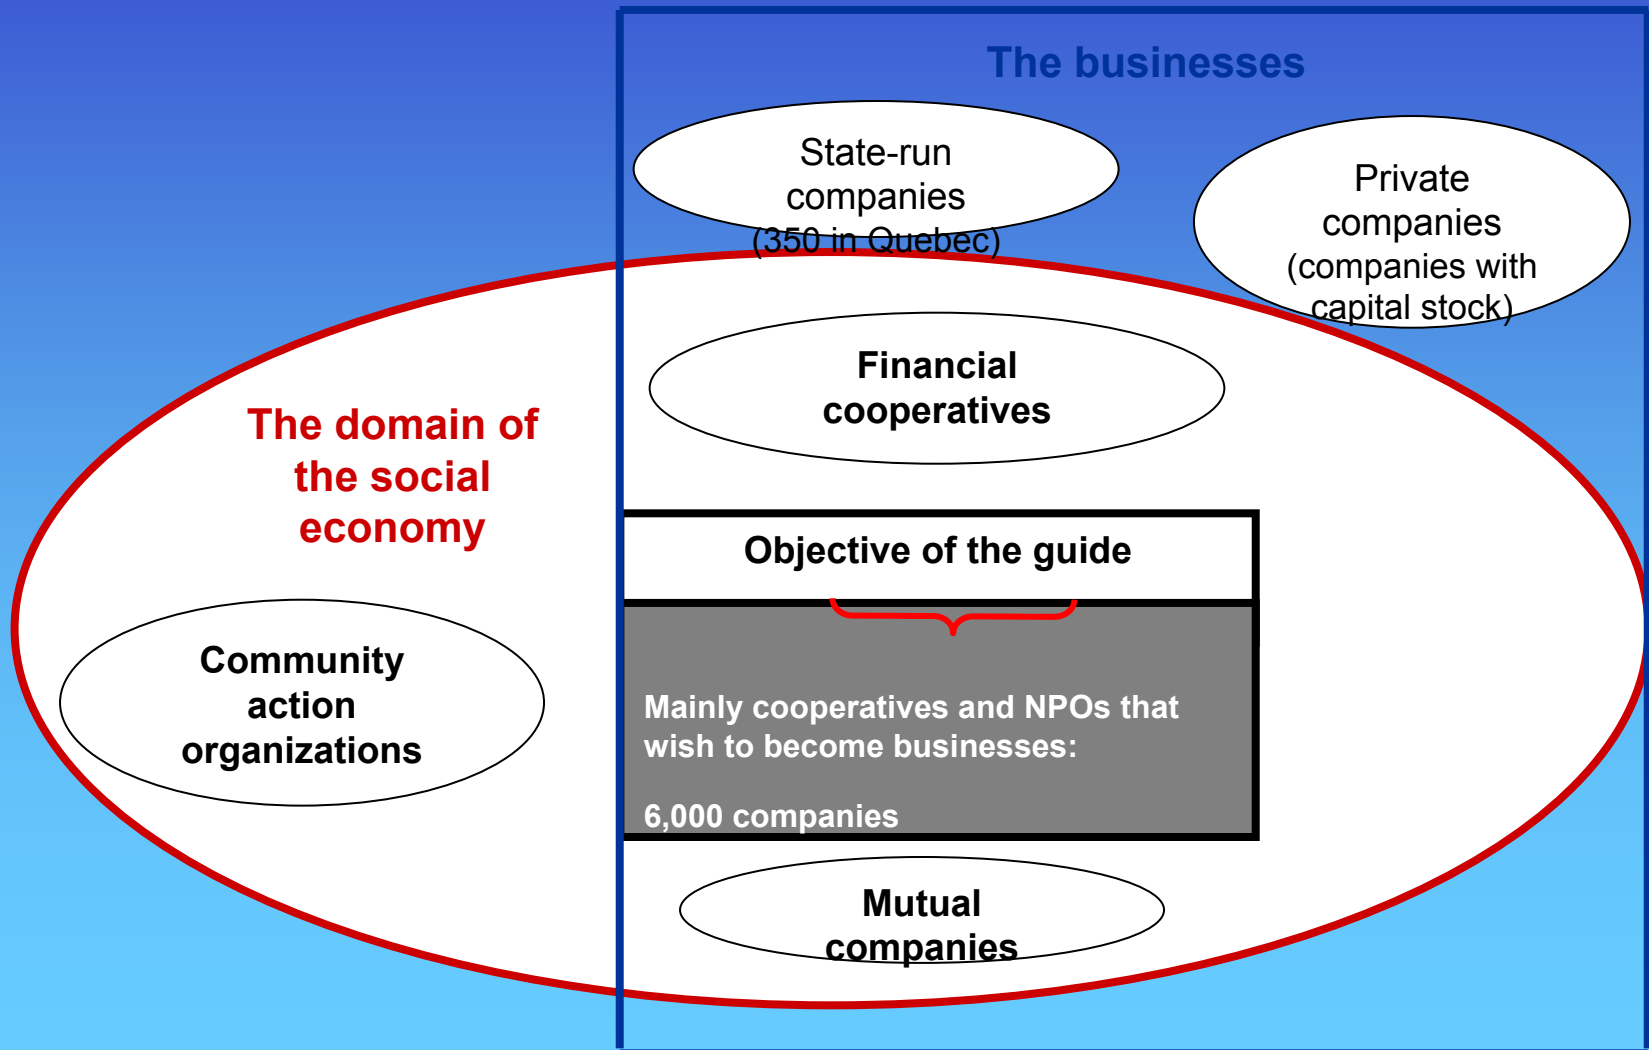 The businesses
State-run
companies
(350 in Quebec)
Private
companies
(companies with
capital stock)
Financial
cooperatives
The domain of
the social
economy
Objective of the guide
Community
action
organizations
Mainly cooperatives and NPOs that
wish to become businesses:
6,000 companies
Mutual
companies